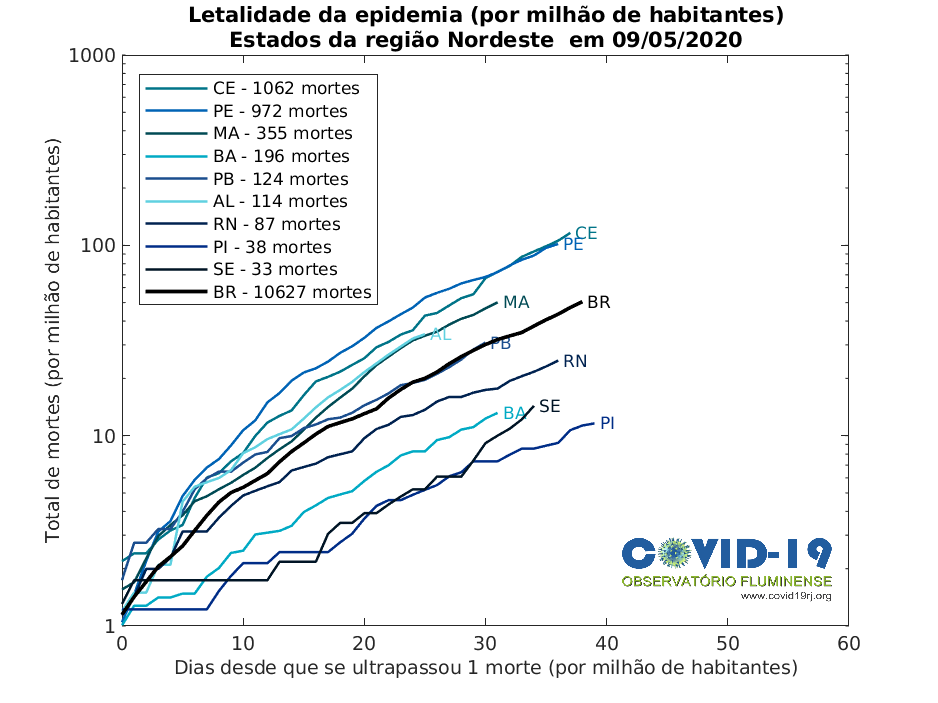 Letalidade da epidemia (por milhão de habitantes)
Estados da região Nordeste  em 09/05/2020
Total de mortes (por milhão de habitantes)
1000
100
10
1
CE - 1062 mortes
PE - 972 mortes
MA - 355 mortes
BA - 196 mortes
PB - 124 mortes
AL - 114 mortes
RN - 87 mortes
PI - 38 mortes
SE - 33 mortes
BR - 10627 mortes
CE
PE
MA
BR
AL
PB
RN
BA
SE
PI
COVID-19
OBSERVATÓRIO FLUMINENSE
www.covid19rj.org
0 10 20 30 40 50 60
Dias desde que se ultrapassou 1 morte (por milhão de habitantes)